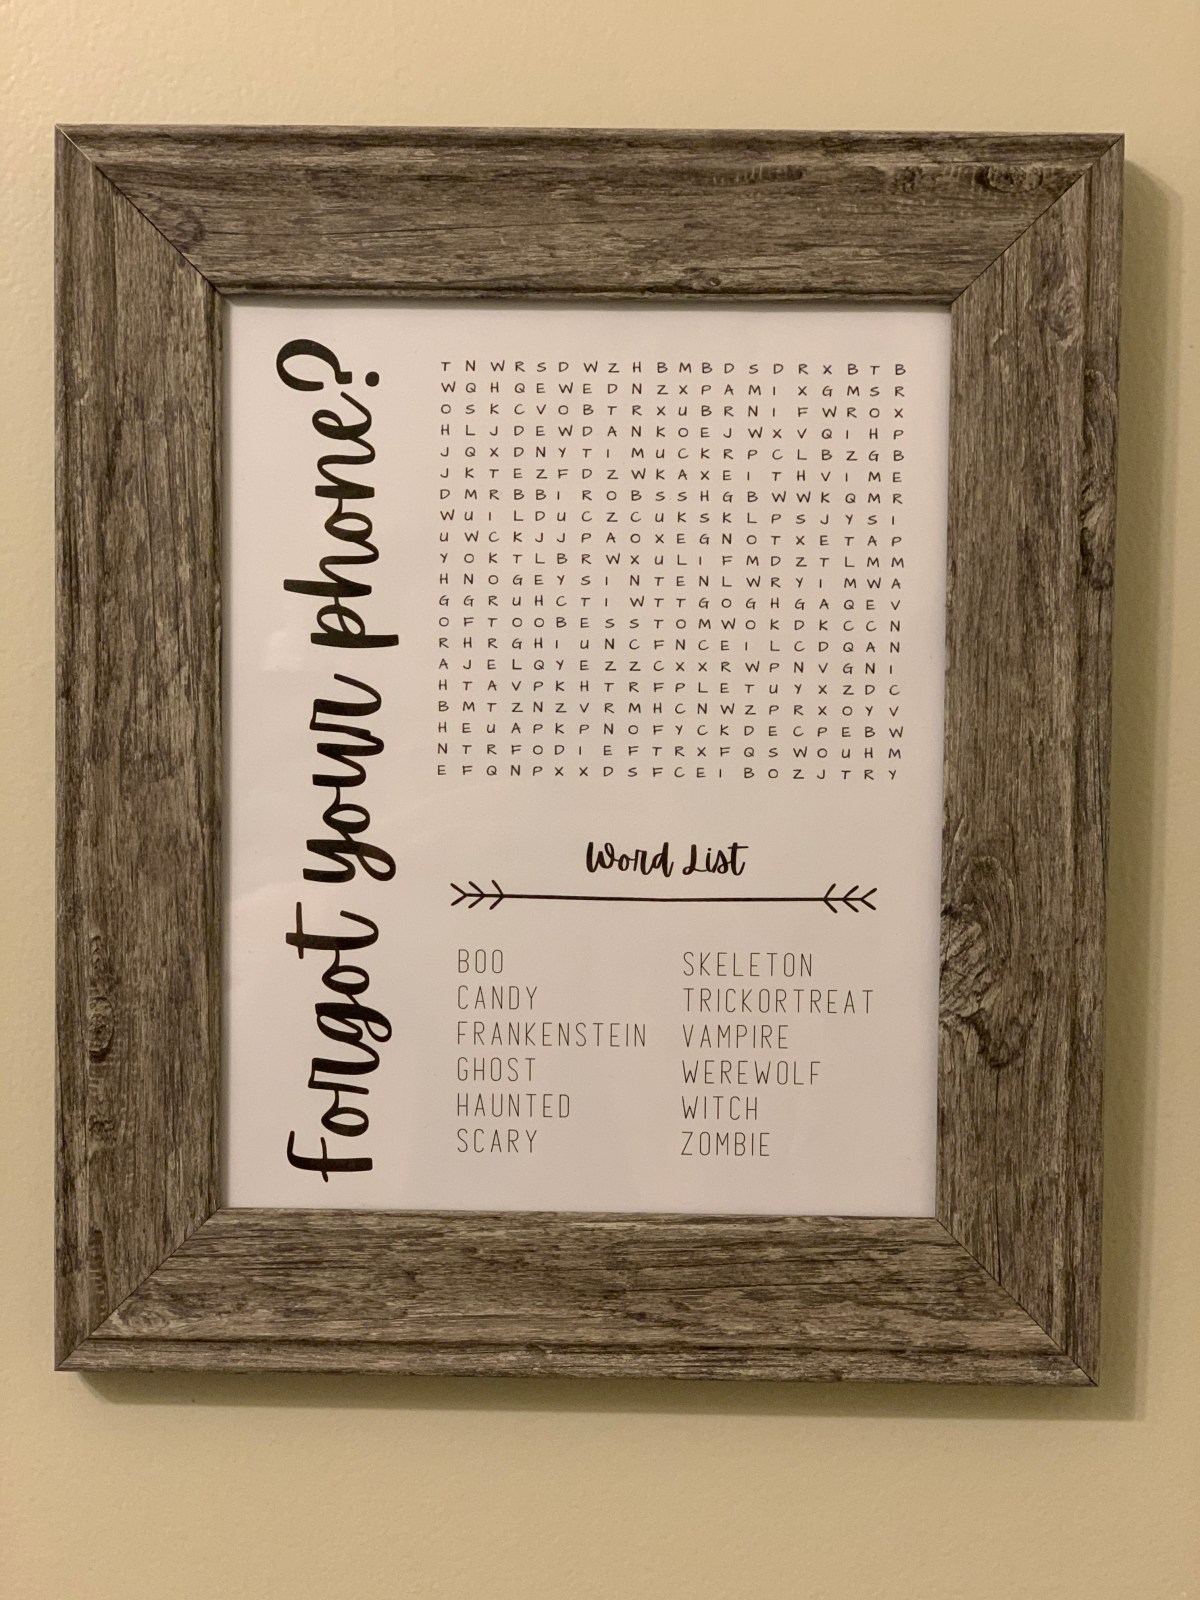 Forgot your phone?
T N W R S D W Z H B M B D S D R X B T B
W Q H Q E W E D N Z X P A M I X G M S R
O S K C V O B T R X U B R N I F W R O X
H L J D E W D A N K O E J W X V Q I H P
J Q X D N Y T I M U C K R P C L B Z G B
J K T E Z F D Z W K A X E I T H V I M E
D M R B B I R O B S S H G B W W K Q M R
W U I L D U C Z C U K S K L P S J Y S I
U W C K J J P A O X E G N O T X E T A P
Y O K T L B R W X U L I F M D Z T L M M
H N O G E Y S I N T E N L W R Y I M W A
G G R U H C T I W T T G O G H G A Q E V
O F T O O B E S S T O M W O K D K C C N
R H R G H I U N C F N C E I L C D Q A N
A J E L Q Y E Z Z C X X R W P N V G N I
H T A V P K H T R F P L E T U Y X Z D C
B M T Z N Z V R M H C N W Z P R X O Y V
H E U A P K P N O F Y C K D E C P E B W
N T R F O D I E F T R X F Q S W O U H M
E F Q N P X X D S F C E I B O Z J T R Y
Word List
BOO
CANDY
FRANKENSTEIN
GHOST
HAUNTED
SCARY
SKELETON
TRICKORTREAT
VAMPIRE
WEREWOLF
WITCH
ZOMBIE